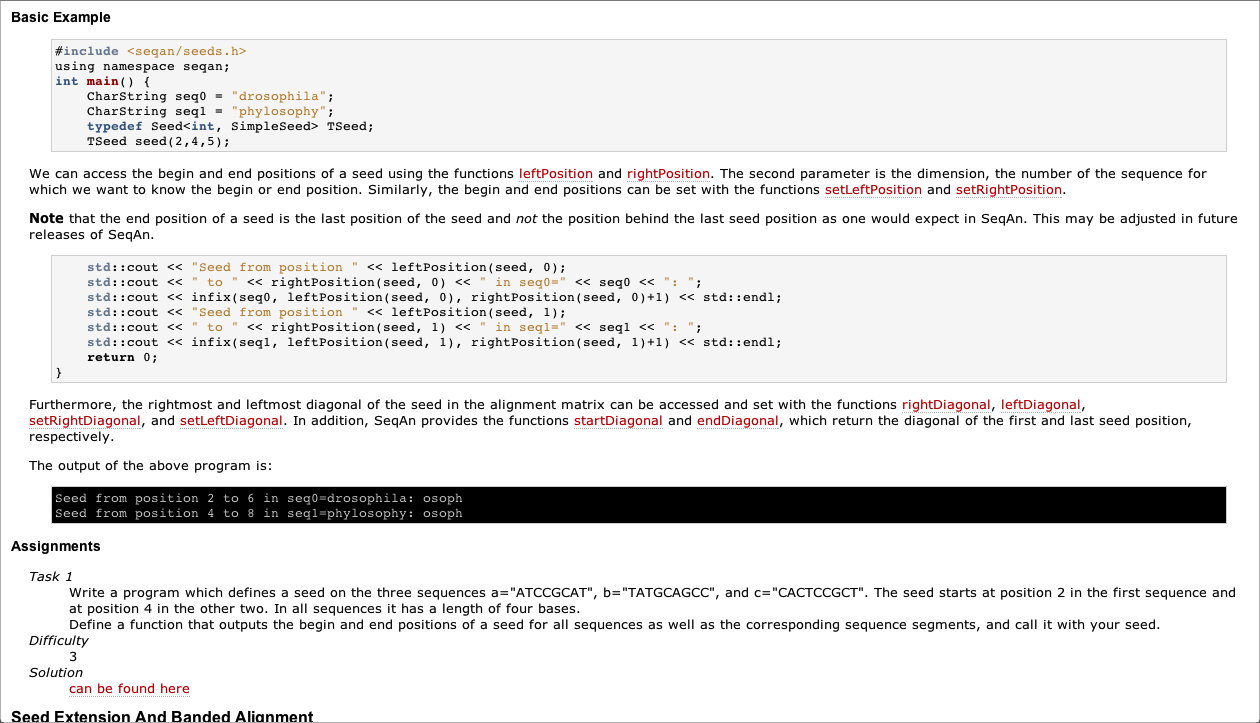 Basic Example
#include <seqan/seeds.h>
using namespace seqan;
int main() {
    CharString seq0 = "drosophila";
    CharString seq1 = "phylosophy";
    typedef Seed<int, SimpleSeed> TSeed;
    TSeed seed(2,4,5);
We can access the begin and end positions of a seed using the functions leftPosition and rightPosition. The second parameter is the dimension, the number of the sequence for
which we want to know the begin or end position. Similarly, the begin and end positions can be set with the functions setLeftPosition and setRightPosition.
Note that the end position of a seed is the last position of the seed and not the position behind the last seed position as one would expect in SeqAn. This may be adjusted in future
releases of SeqAn.
    std::cout << "Seed from position " << leftPosition(seed, 0);
    std::cout << " to " << rightPosition(seed, 0) << " in seq0=" << seq0 << ": ";
    std::cout << infix(seq0, leftPosition(seed, 0), rightPosition(seed, 0)+1) << std::endl;
    std::cout << "Seed from position " << leftPosition(seed, 1);
    std::cout << " to " << rightPosition(seed, 1) << " in seq1=" << seq1 << ": ";
    std::cout << infix(seq1, leftPosition(seed, 1), rightPosition(seed, 1)+1) << std::endl;
    return 0;
}
Furthermore, the rightmost and leftmost diagonal of the seed in the alignment matrix can be accessed and set with the functions rightDiagonal, leftDiagonal,
setRightDiagonal, and setLeftDiagonal. In addition, SeqAn provides the functions startDiagonal and endDiagonal, which return the diagonal of the first and last seed position,
respectively.
The output of the above program is:
Seed from position 2 to 6 in seq0=drosophila: osoph
Seed from position 4 to 8 in seq1=phylosophy: osoph
Assignments
Task 1
Write a program which defines a seed on the three sequences a="ATCCGCAT", b="TATGCAGCC", and c="CACTCCGCT". The seed starts at position 2 in the first sequence and
at position 4 in the other two. In all sequences it has a length of four bases.
Define a function that outputs the begin and end positions of a seed for all sequences as well as the corresponding sequence segments, and call it with your seed.
Difficulty
3
Solution
can be found here
Seed Extension And Banded Alignment